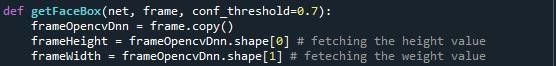 def getFaceBox(net, frame, conf_threshold=0.7):
    frameOpencvDnn = frame.copy()
    frameHeight = frameOpencvDnn.shape[0] # fetching the height value
    frameWidth = frameOpencvDnn.shape[1] # feteching the weight value